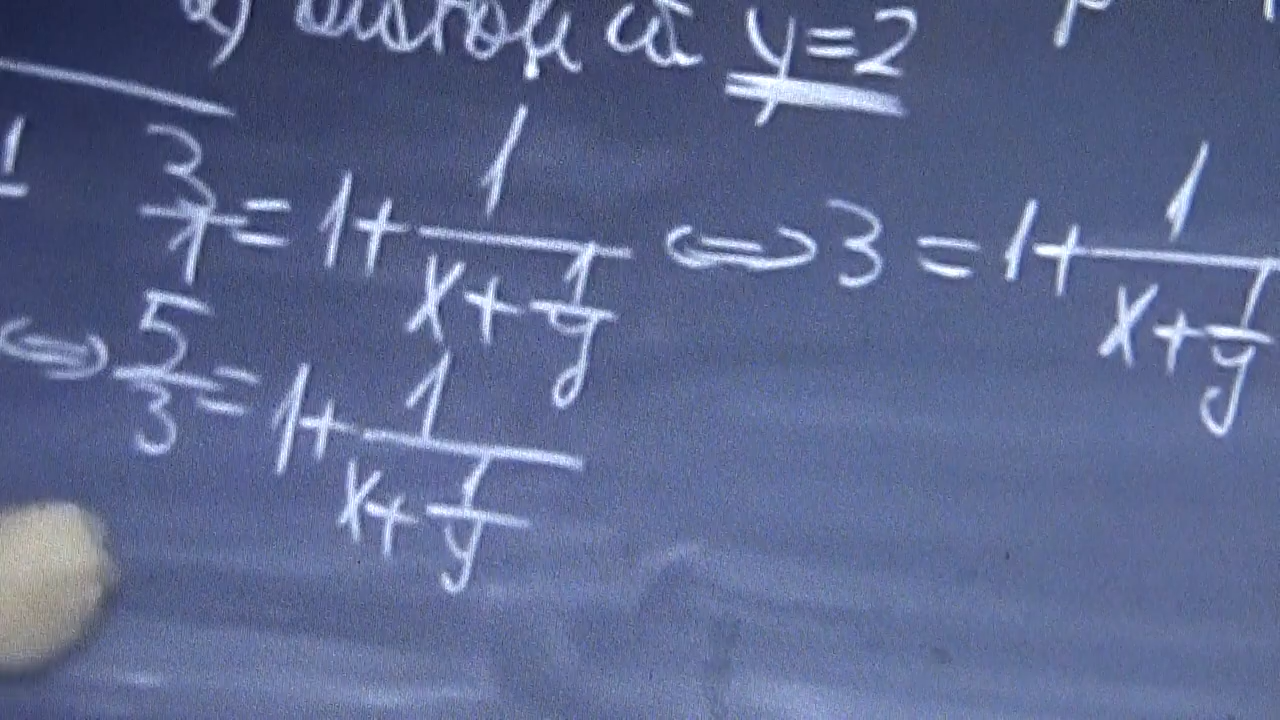 y=2
3/1 = 1 + 1/(x + 1/y) ⇔ 3 = 1 + 1/(x + 1/y)
⇔ 5/3 = 1 + 1/(x + 1/y)